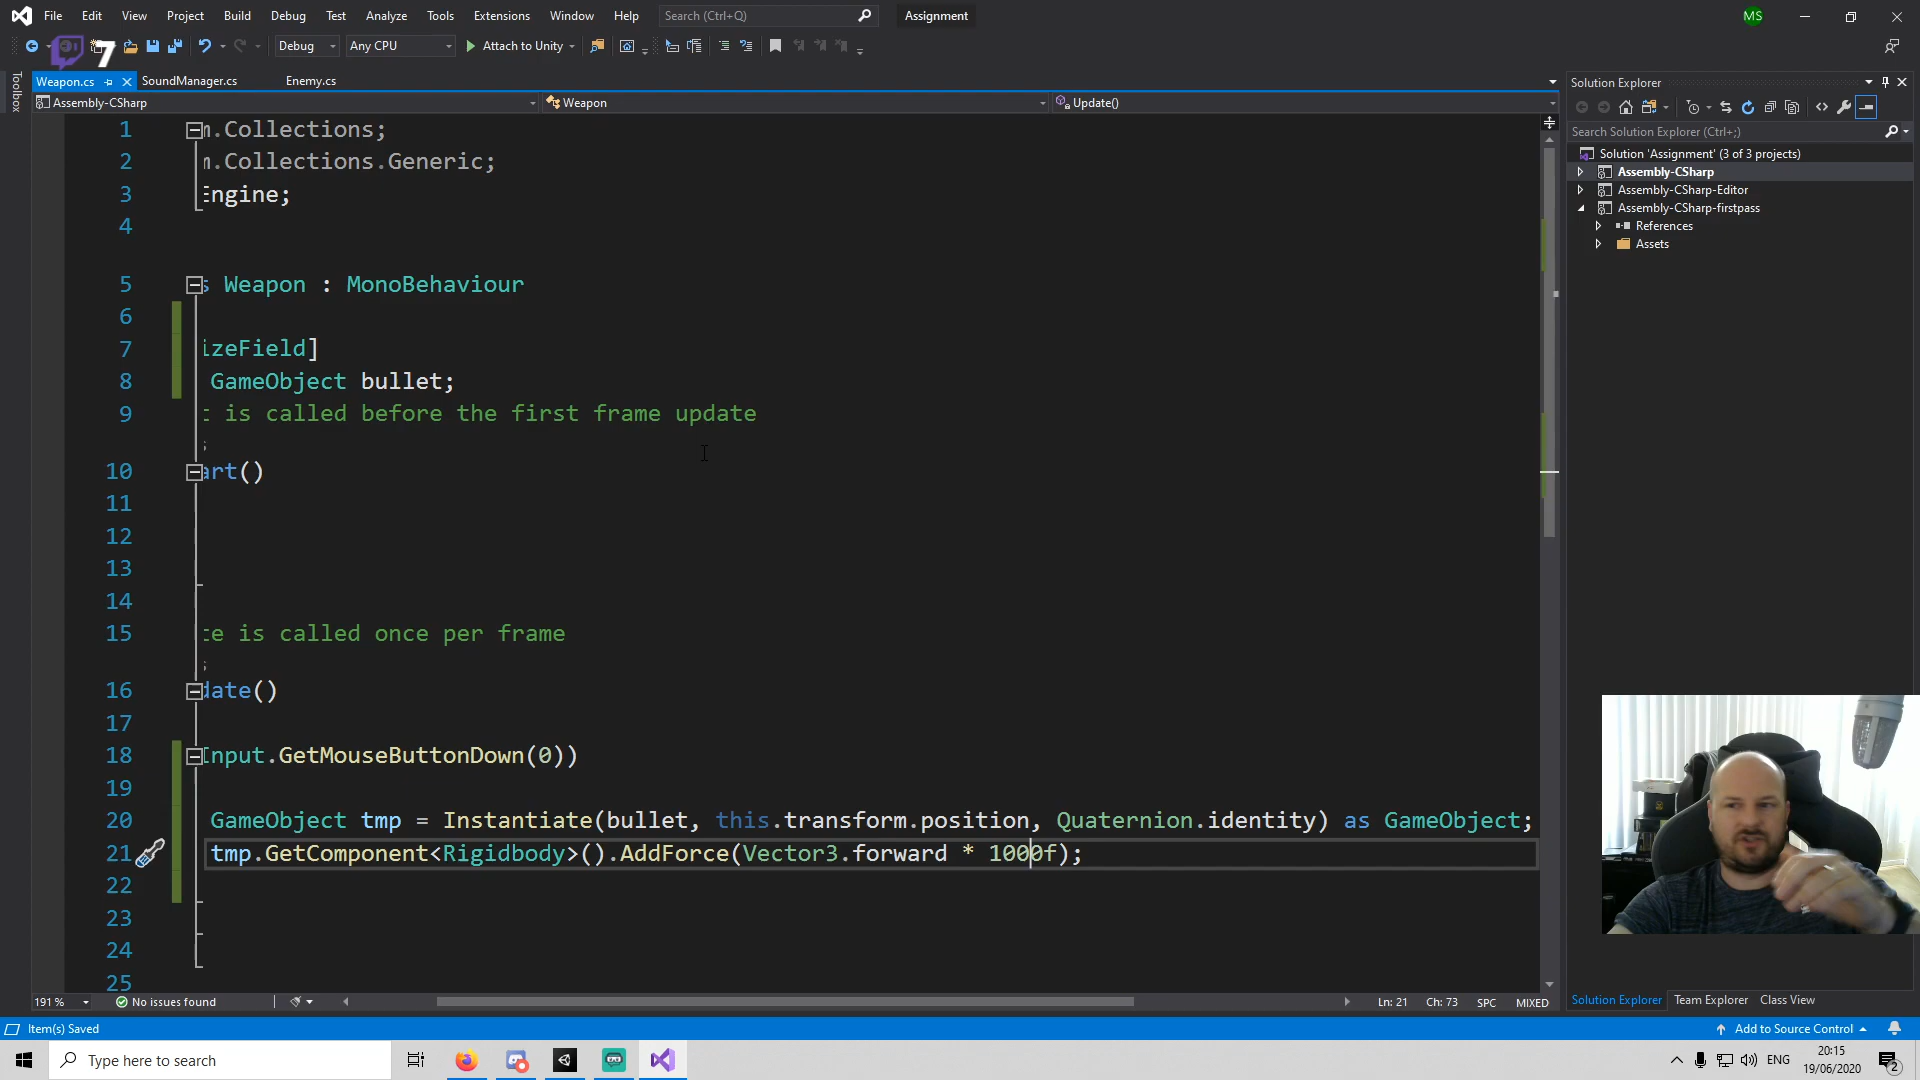 File Edit View Project Build Debug Test Analyze Tools Extensions Window Help Search (Ctrl+Q) Assignment MS
7 Debug Any CPU Attach to Unity
Toolbox
Weapon.cs SoundManager.cs Enemy.cs
Assembly-CSharp Weapon Update()
1 m.Collections;
2 m.Collections.Generic;
3 Engine;
4
5 s Weapon : MonoBehaviour
6
7 izeField]
8 GameObject bullet;
9 t is called before the first frame update
10 art()
11
12
13
14
15 te is called once per frame
16 date()
17
18 Input.GetMouseButtonDown(0))
19
20 GameObject tmp = Instantiate(bullet, this.transform.position, Quaternion.identity) as GameObject;
21 tmp.GetComponent<Rigidbody>().AddForce(Vector3.forward * 1000f);
22
23
24
25
191 % No issues found Ln: 21 Ch: 73 SPC MIXED
Solution Explorer
Search Solution Explorer (Ctrl+;)
Solution 'Assignment' (3 of 3 projects)
Assembly-CSharp
Assembly-CSharp-Editor
Assembly-CSharp-firstpass
References
Assets
Solution Explorer Team Explorer Class View
Item(s) Saved Add to Source Control
Type here to search ENG 20:15
19/06/2020 2